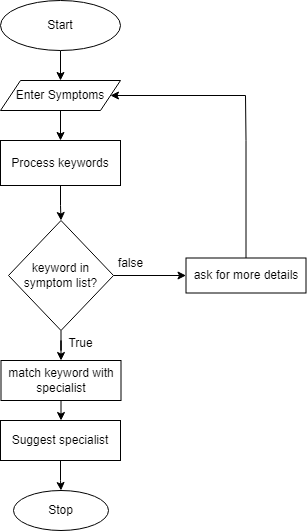 Start
Enter Symptoms
Process keywords
keyword in
symptom list?
false
ask for more details
True
match keyword with
specialist
Suggest specialist
Stop